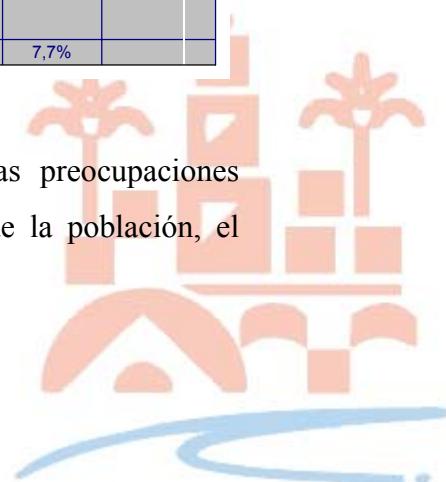 7,7%
as preocupaciones
e la población, el